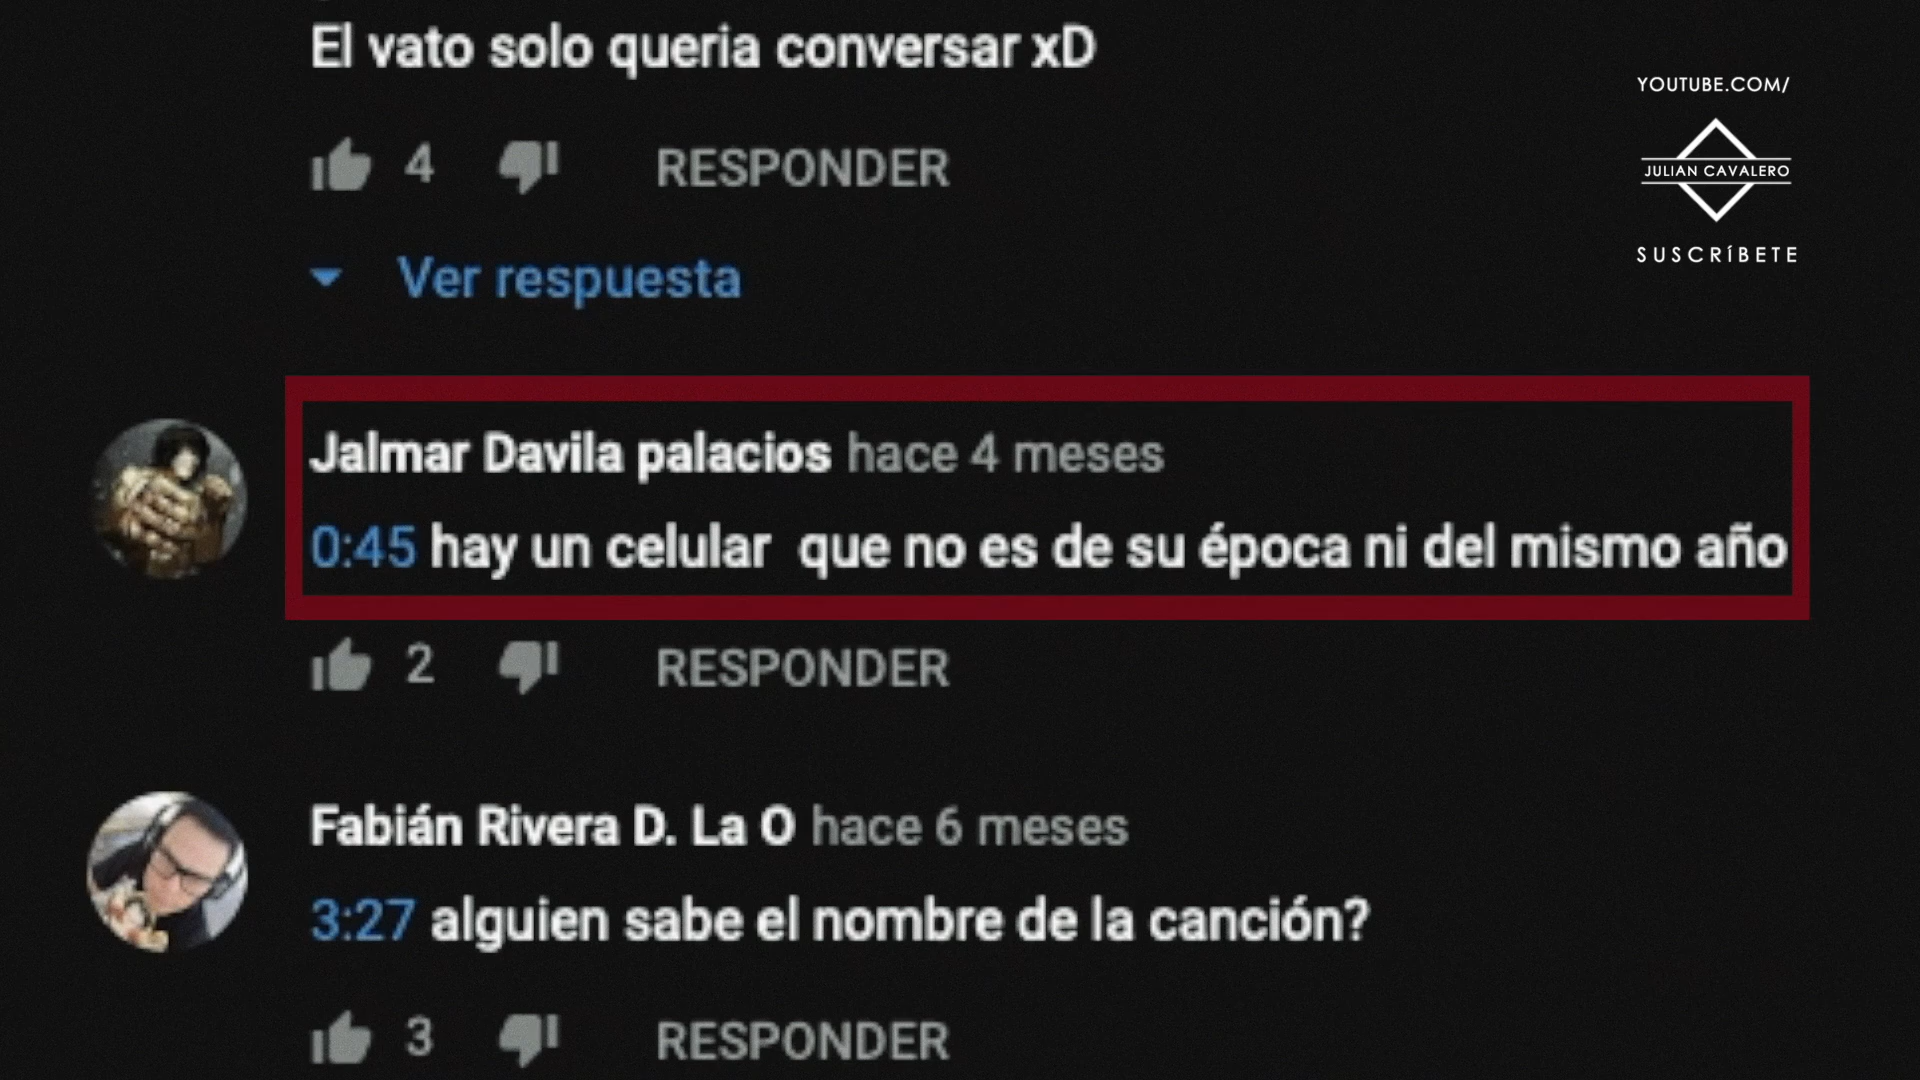 El vato solo queria conversar xD
YOUTUBE.COM/
4 RESPONDER
JULIAN CAVALERO
SUSCRÍBETE
Ver respuesta
Jalmar Davila palacios hace 4 meses
0:45 hay un celular que no es de su época ni del mismo año
2 RESPONDER
Fabián Rivera D. La O hace 6 meses
3:27 alguien sabe el nombre de la canción?
3 RESPONDER